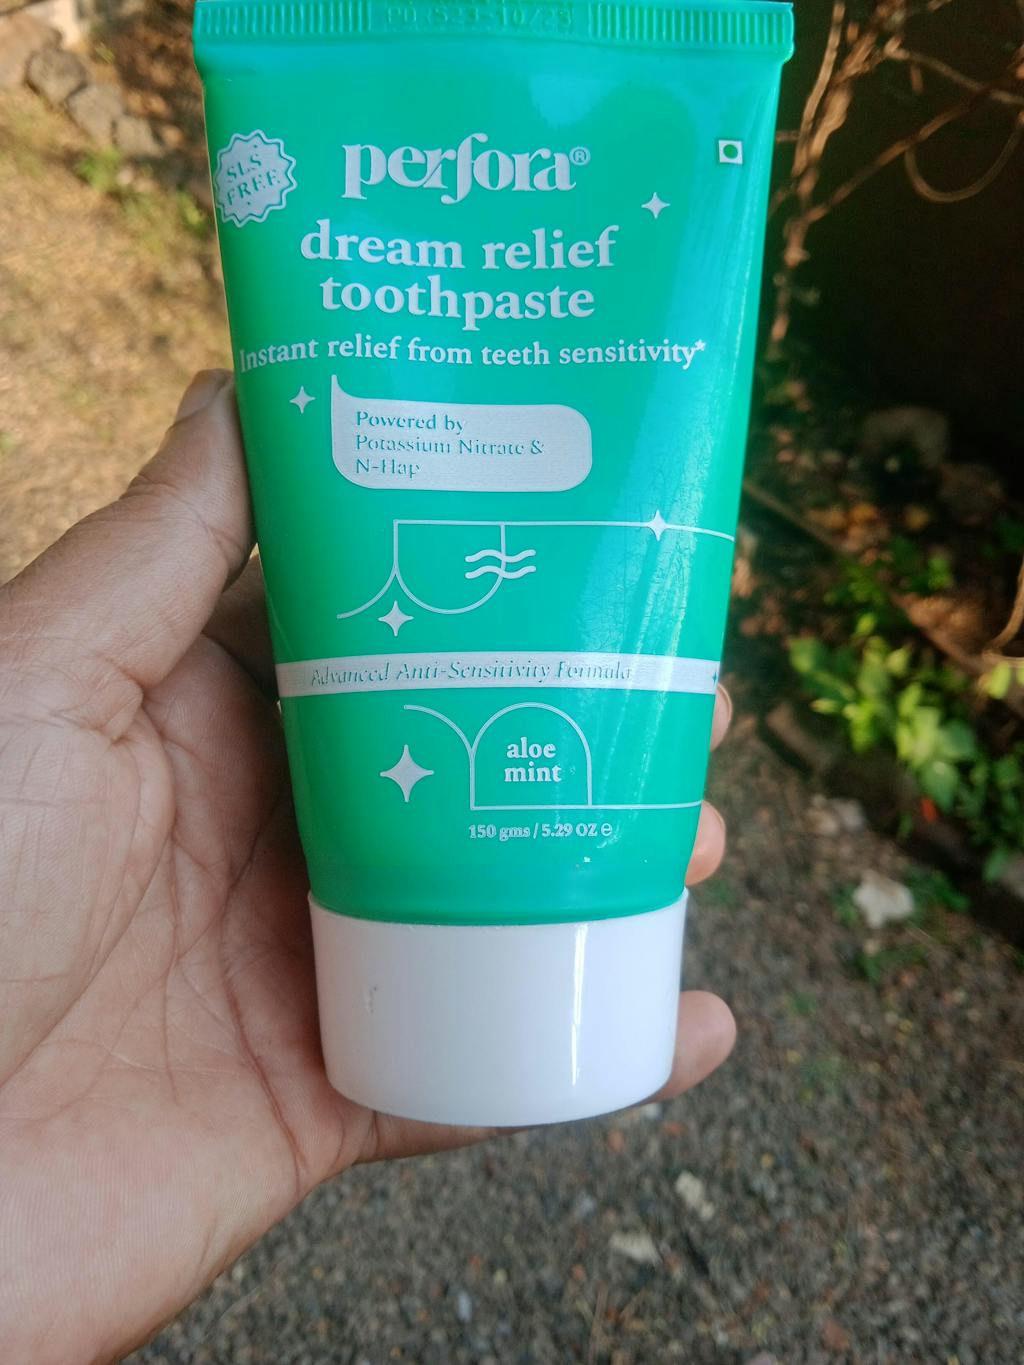 SLS
FREE
perfora®
dream relief
toothpaste
Instant relief from teeth sensitivity*
Powered by
Potassium Nitrate &
N-Hap
Advanced Anti-Sensitivity Formula
aloe
mint
150 gms / 5.29 OZ e